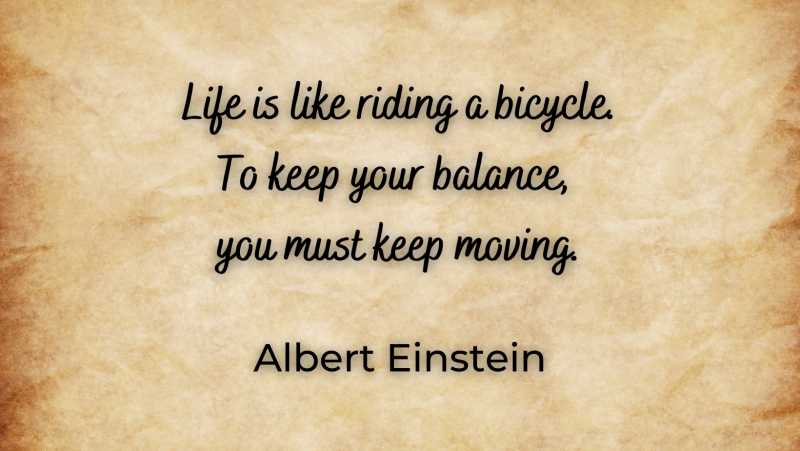 Life is like riding a bicycle.
To keep your balance,
you must keep moving.
Albert Einstein